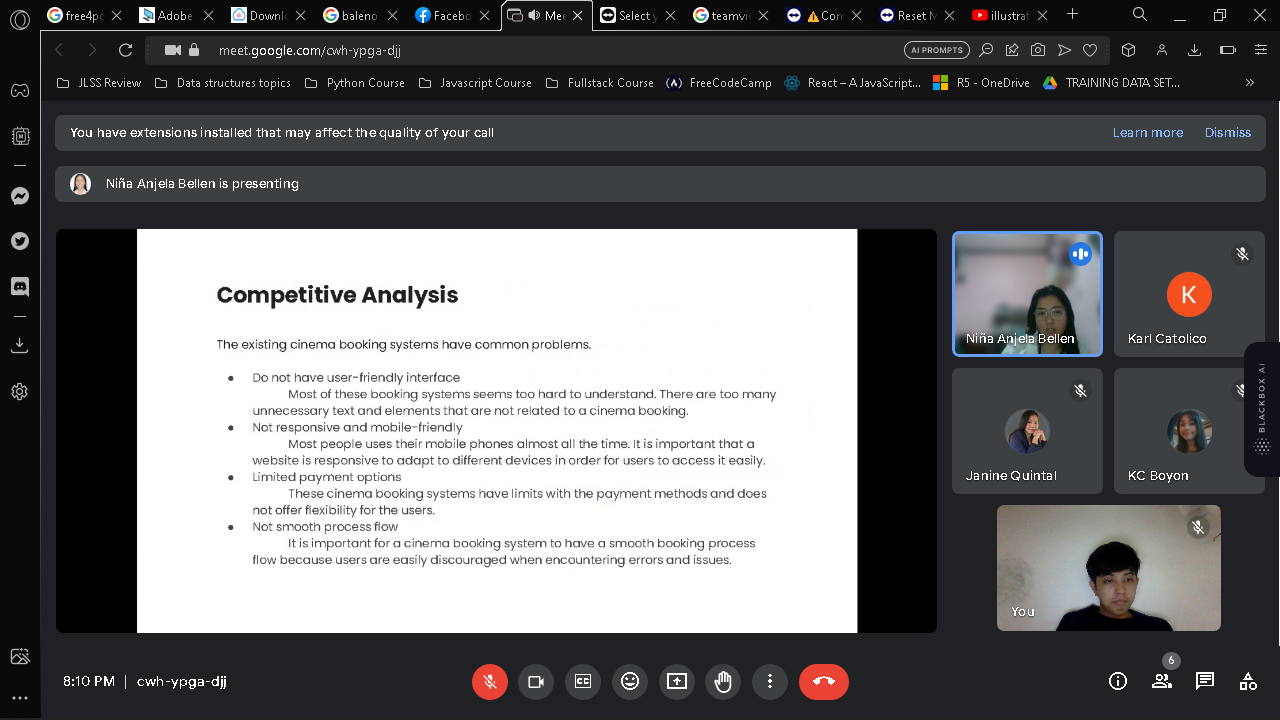 free4pc
Adobe
Downlo
baleno
Facebo
Mee
Select y
teamvie
Con
Reset M
illustrat
meet.google.com/cwh-ypga-djj
AI PROMPTS
JLSS Review
Data structures topics
Python Course
Javascript Course
Fullstack Course
FreeCodeCamp
React – A JavaScript...
R5 - OneDrive
TRAINING DATA SET...
You have extensions installed that may affect the quality of your call
Learn more
Dismiss
Niña Anjela Bellen is presenting
Competitive Analysis
The existing cinema booking systems have common problems.
● Do not have user-friendly interface
Most of these booking systems seems too hard to understand. There are too many
unnecessary text and elements that are not related to a cinema booking.
● Not responsive and mobile-friendly
Most people uses their mobile phones almost all the time. It is important that a
website is responsive to adapt to different devices in order for users to access it easily.
● Limited payment options
These cinema booking systems have limits with the payment methods and does
not offer flexibility for the users.
● Not smooth process flow
It is important for a cinema booking system to have a smooth booking process
flow because users are easily discouraged when encountering errors and issues.
Niña Anjela Bellen
K
Karl Catolico
Janine Quintal
KC Boyon
You
BLACKBOX AI
8:10 PM | cwh-ypga-djj
CC
6